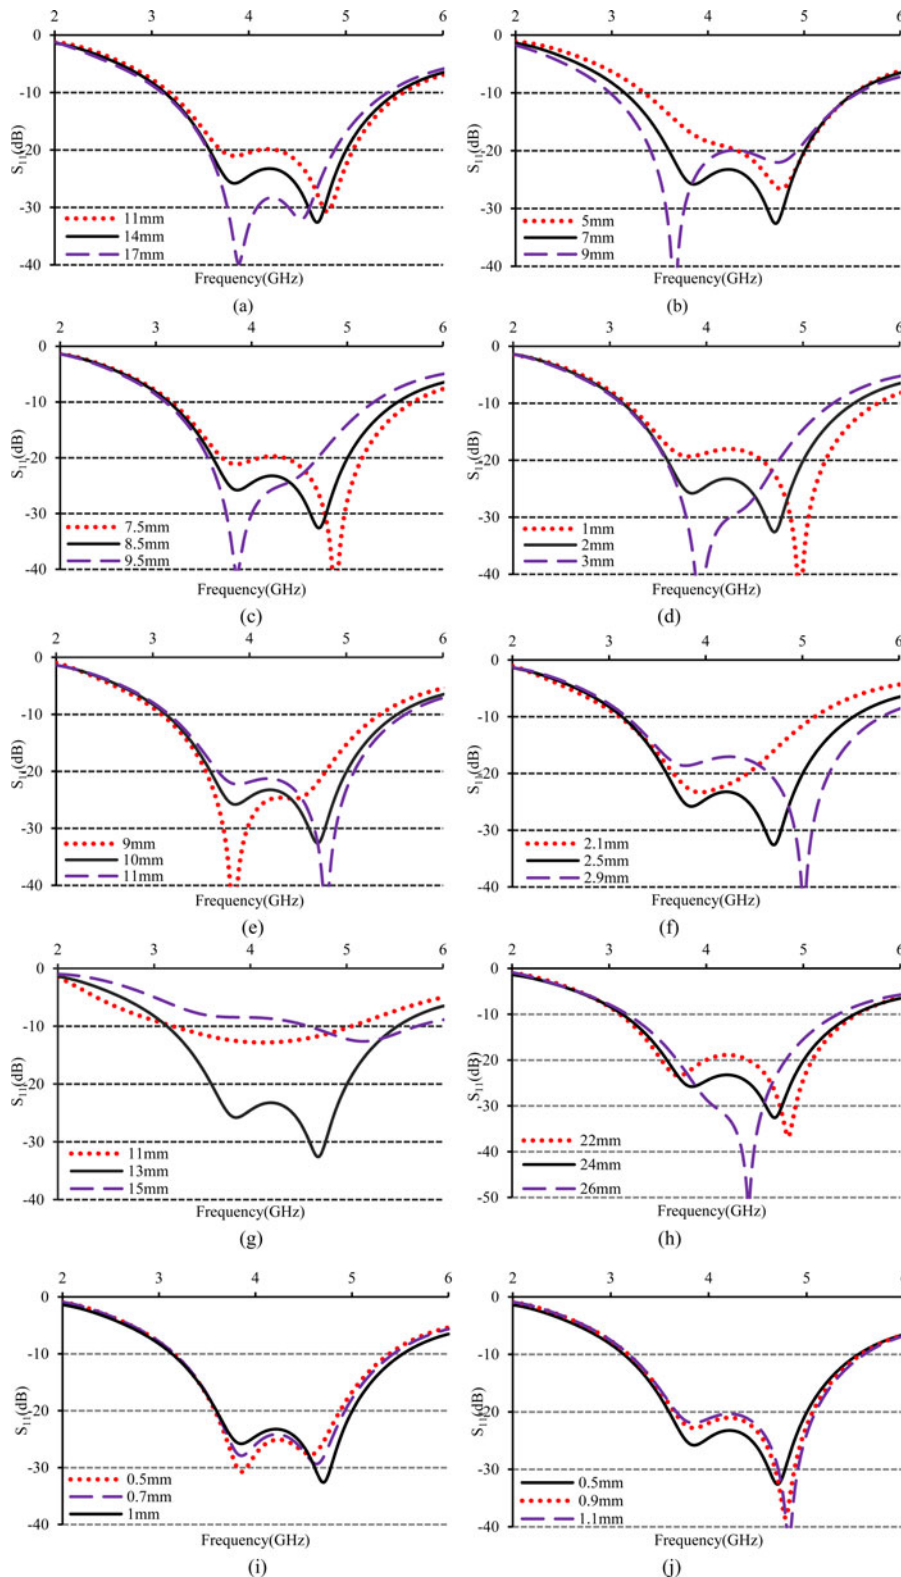 2 3 4 5 6
0
-10
-20
-30
-40
S11(dB)
11mm
14mm
17mm
Frequency(GHz)
(a)
2 3 4 5 6
0
-10
-20
-30
-40
S11(dB)
5mm
7mm
9mm
Frequency(GHz)
(b)
2 3 4 5 6
0
-10
-20
-30
-40
S11(dB)
7.5mm
8.5mm
9.5mm
Frequency(GHz)
(c)
2 3 4 5 6
0
-10
-20
-30
-40
S11(dB)
1mm
2mm
3mm
Frequency(GHz)
(d)
2 3 4 5 6
0
-10
-20
-30
-40
S11(dB)
9mm
10mm
11mm
Frequency(GHz)
(e)
2 3 4 5 6
0
-10
-20
-30
-40
S11(dB)
2.1mm
2.5mm
2.9mm
Frequency(GHz)
(f)
2 3 4 5 6
0
-10
-20
-30
-40
S11(dB)
11mm
13mm
15mm
Frequency(GHz)
(g)
2 3 4 5 6
0
-10
-20
-30
-40
-50
S11(dB)
22mm
24mm
26mm
Frequency(GHz)
(h)
2 3 4 5 6
0
-10
-20
-30
-40
S11(dB)
0.5mm
0.7mm
1mm
Frequency(GHz)
(i)
2 3 4 5 6
0
-10
-20
-30
-40
S11(dB)
0.5mm
0.9mm
1.1mm
Frequency(GHz)
(j)